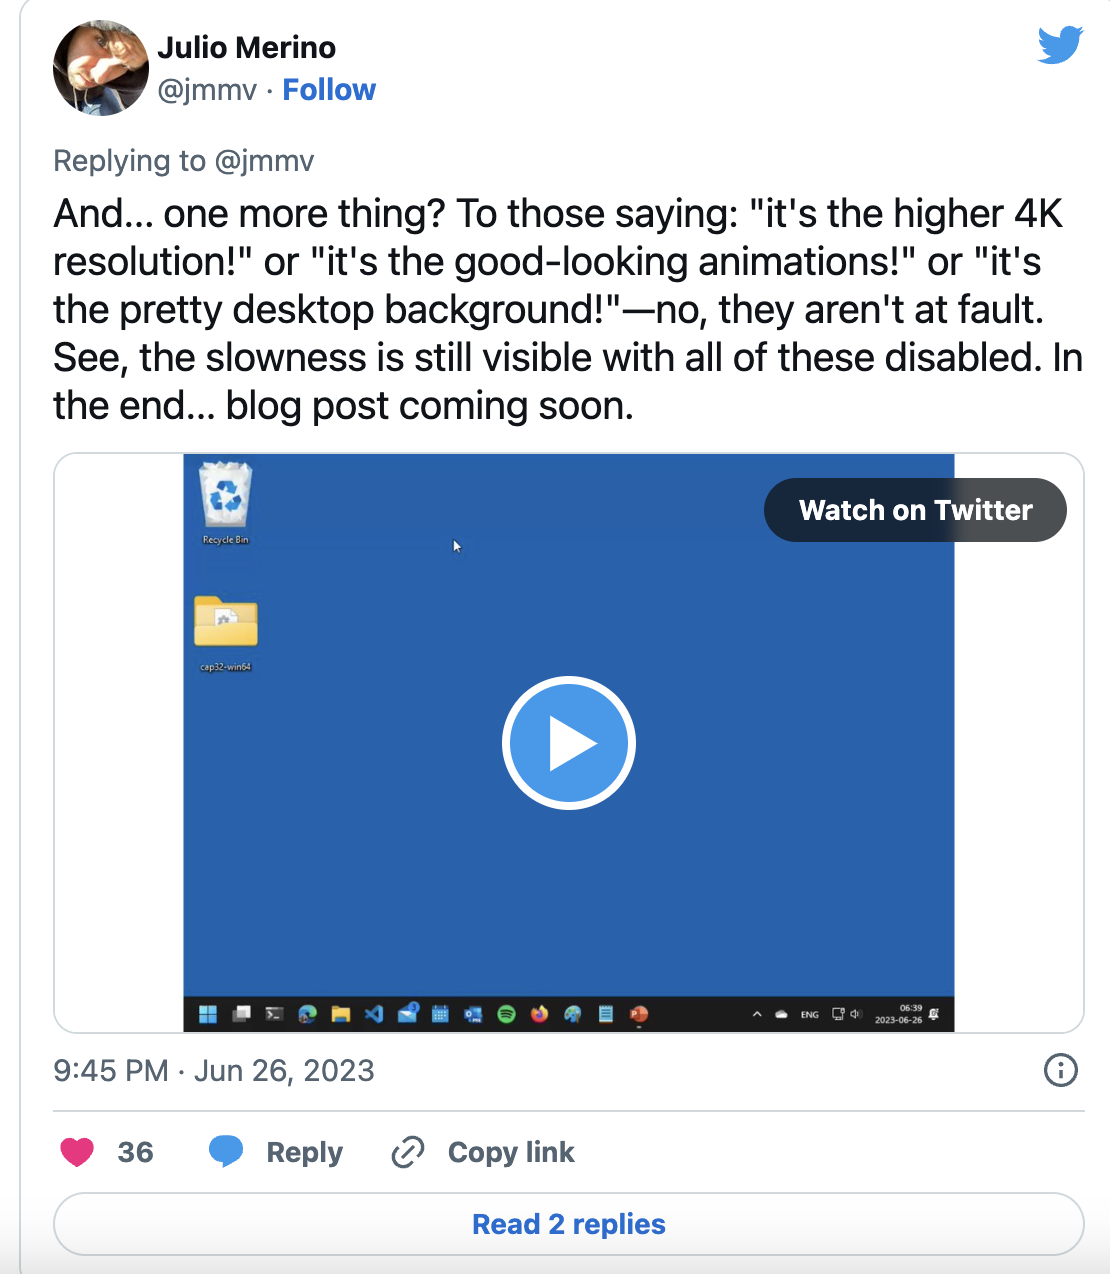 Julio Merino
@jmmv · Follow
Replying to @jmmv
And... one more thing? To those saying: "it's the higher 4K
resolution!" or "it's the good-looking animations!" or "it's
the pretty desktop background!"—no, they aren't at fault.
See, the slowness is still visible with all of these disabled. In
the end... blog post coming soon.
Watch on Twitter
Recycle Bin
cap32-win64
ENG
06:39
2023-06-26
9:45 PM · Jun 26, 2023
36 Reply Copy link
Read 2 replies